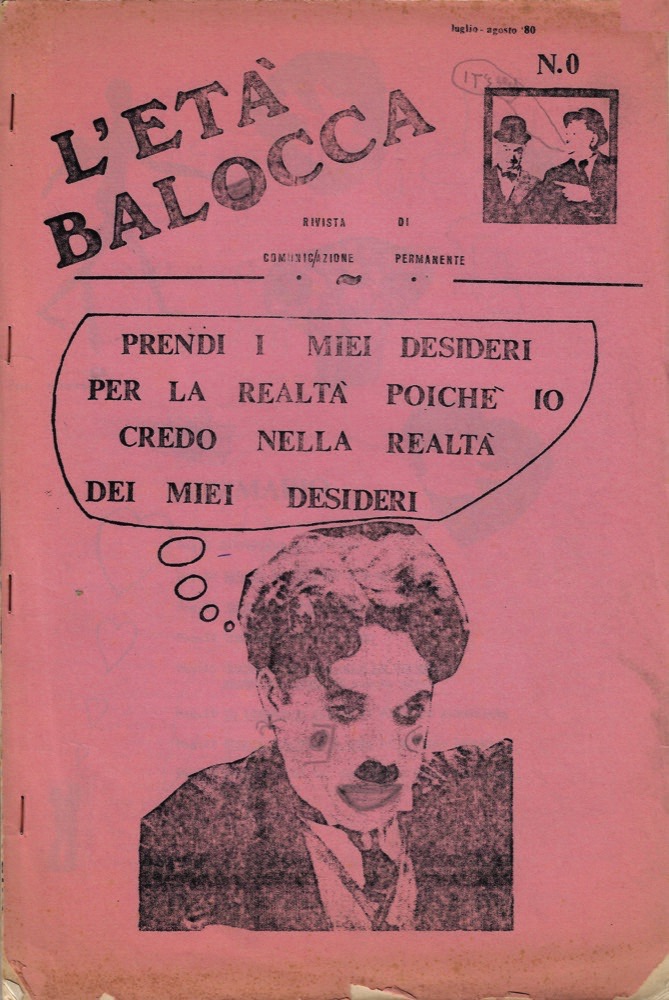 luglio - agosto '80
N.0
IT'S
L'ETÀ
BALOCCA
RIVISTA DI
COMUNICAZIONE PERMANENTE
PRENDI I MIEI DESIDERI
PER LA REALTÀ POICHÈ IO
CREDO NELLA REALTÀ
DEI MIEI DESIDERI